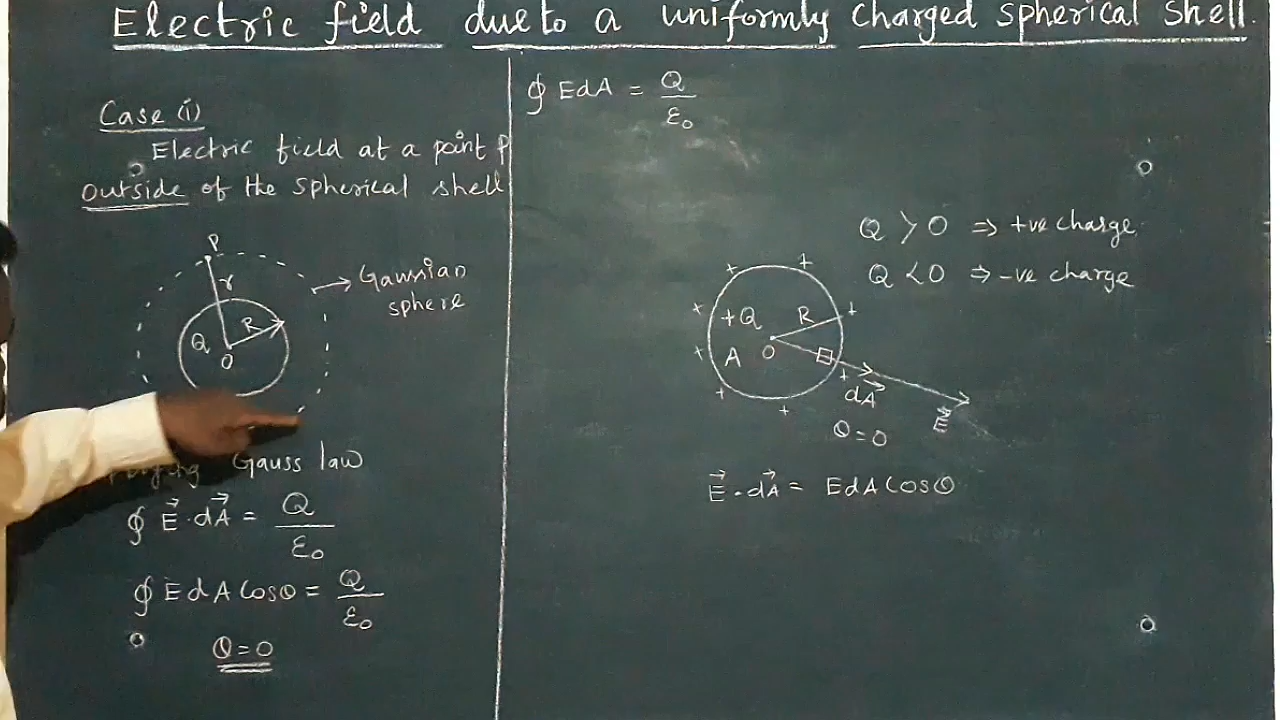 Electric field due to a uniformly charged spherical shell.
Case (i)
Electric field at a point P
outside of the spherical shell
P
r
→ Gaussian
sphere
R
Q
O
Gauss law
∮ E⃗·dA⃗ = Q/ε₀
∮ E dA Cosθ = Q/ε₀
θ=0
∮ EdA = Q/ε₀
Q > 0 ⇒ +ve charge
Q < 0 ⇒ -ve charge
+Q R
A O
dA⃗
E⃗
θ=0
E⃗·dA⃗ = EdA Cosθ